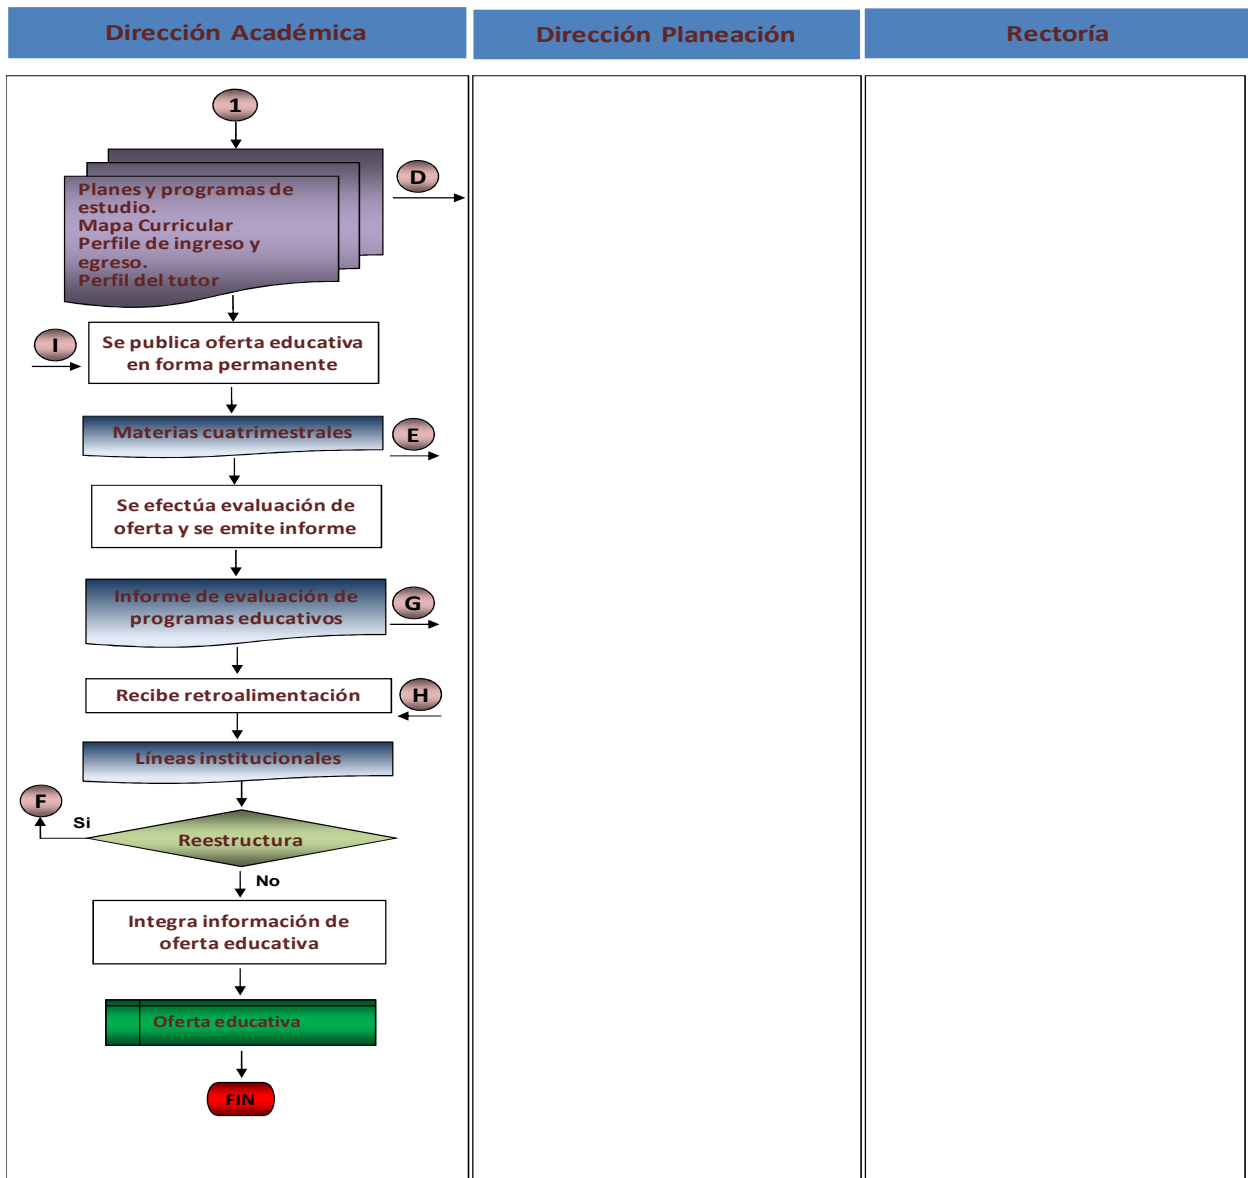 Dirección Académica
Dirección Planeación
Rectoría
1
D
Planes y programas de
estudio.
Mapa Curricular
Perfile de ingreso y
egreso.
Perfil del tutor
I
Se publica oferta educativa
en forma permanente
Materias cuatrimestrales
E
Se efectúa evaluación de
oferta y se emite informe
Informe de evaluación de
programas educativos
G
Recibe retroalimentación
H
Líneas institucionales
F
Si
Reestructura
No
Integra información de
oferta educativa
Oferta educativa
FIN